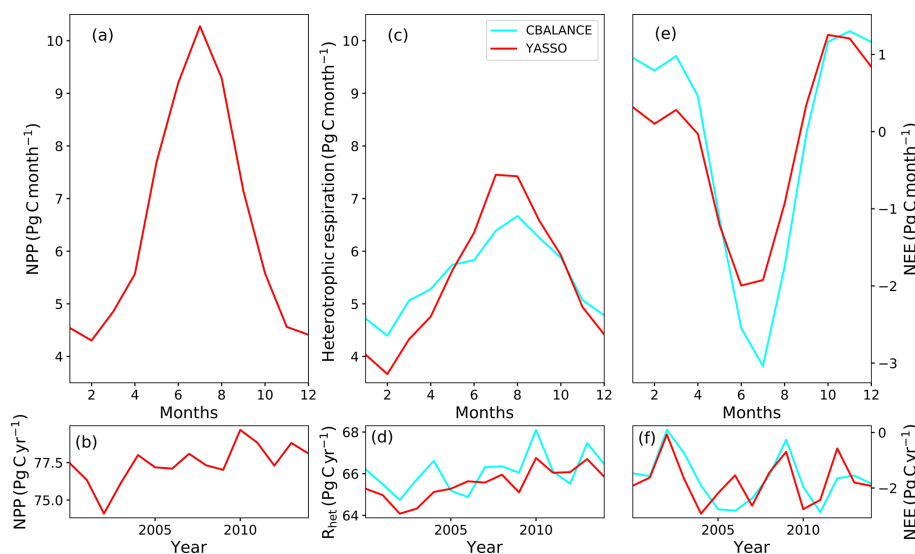 (a)
NPP (Pg C month⁻¹)
10
9
8
7
6
5
4
2 4 6 8 10 12
Months
(c)
CBALANCE
YASSO
Heterotrophic respiration (Pg C month⁻¹)
10
9
8
7
6
5
4
2 4 6 8 10 12
Months
(e)
NEE (Pg C month⁻¹)
1
0
−1
−2
−3
2 4 6 8 10 12
Months
(b)
NPP (Pg C yr⁻¹)
77.5
75.0
2005 2010
Year
(d)
R_het (Pg C yr⁻¹)
68
66
64
2005 2010
Year
(f)
NEE (Pg C yr⁻¹)
0
−2
2005 2010
Year